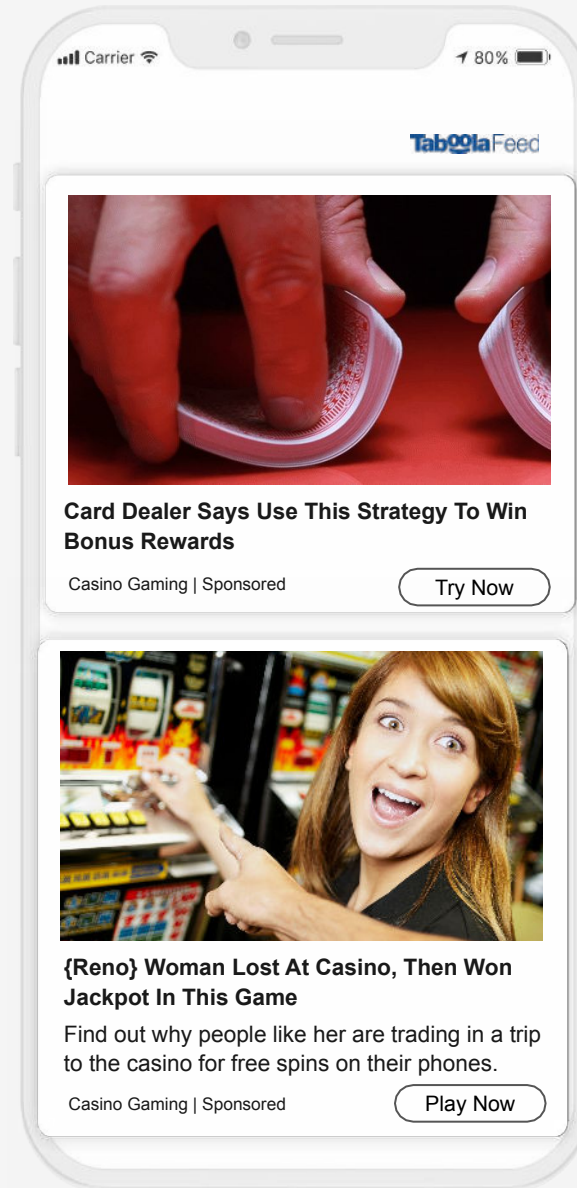 Carrier
80%
Taboola Feed
Card Dealer Says Use This Strategy To Win
Bonus Rewards
Casino Gaming | Sponsored
Try Now
{Reno} Woman Lost At Casino, Then Won
Jackpot In This Game
Find out why people like her are trading in a trip
to the casino for free spins on their phones.
Casino Gaming | Sponsored
Play Now